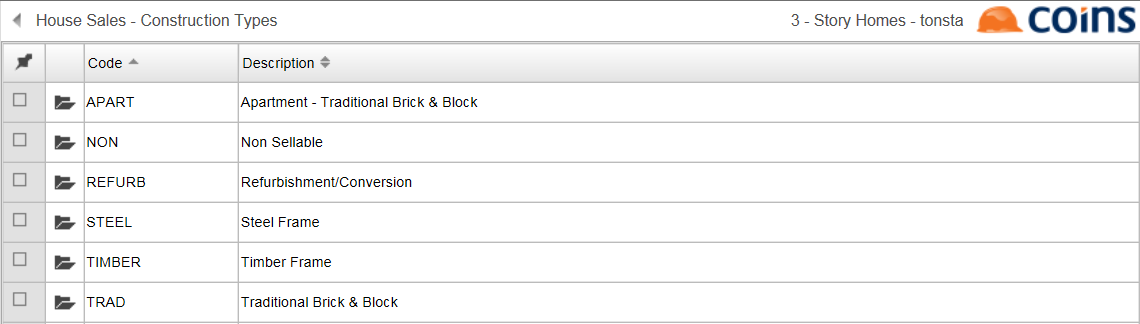 House Sales - Construction Types
3 - Story Homes - tonsta
COINS
Code Description
APART Apartment - Traditional Brick & Block
NON Non Sellable
REFURB Refurbishment/Conversion
STEEL Steel Frame
TIMBER Timber Frame
TRAD Traditional Brick & Block